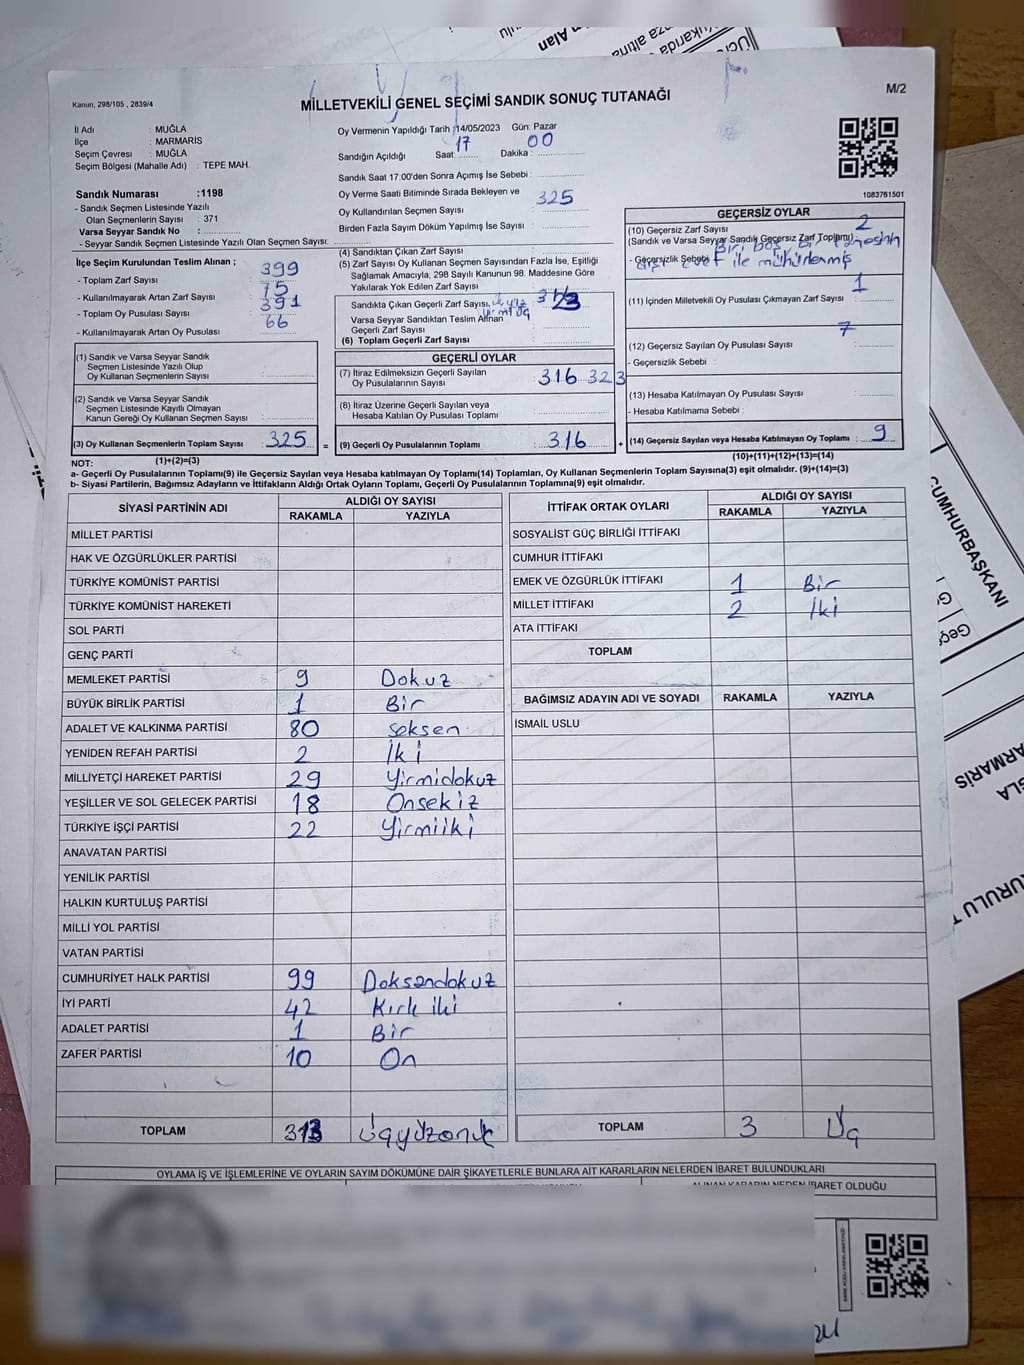 M/2
Kanun, 298/105 , 2839/4
MİLLETVEKİLİ GENEL SEÇİMİ SANDIK SONUÇ TUTANAĞI
İl Adı : MUĞLA
İlçe : MARMARİS
Seçim Çevresi : MUĞLA
Seçim Bölgesi (Mahalle Adı) : TEPE MAH.
Oy Vermenin Yapıldığı Tarih :14/05/2023 Gün: Pazar
Sandığın Açıldığı Saat: 17 Dakika : 00
Sandık Saat 17:00'den Sonra Açımış İse Sebebi :
Oy Verme Saati Bitiminde Sırada Bekleyen ve
Oy Kullandırılan Seçmen Sayısı : 325
Birden Fazla Sayım Döküm Yapılmış İse Sayısı :
1083761501
Sandık Numarası :1198
- Sandık Seçmen Listesinde Yazılı
Olan Seçmenlerin Sayısı : 371
Varsa Seyyar Sandık No :
- Seyyar Sandık Seçmen Listesinde Yazılı Olan Seçmen Sayısı:
İlçe Seçim Kurulundan Teslim Alınan ;
- Toplam Zarf Sayısı : 399
- Kullanılmayarak Artan Zarf Sayısı : 75
- Toplam Oy Pusulası Sayısı : 391
- Kullanılmayarak Artan Oy Pusulası : 66
(1) Sandık ve Varsa Seyyar Sandık
Seçmen Listesinde Yazılı Olup
Oy Kullanan Seçmenlerin Sayısı :
(2) Sandık ve Varsa Seyyar Sandık
Seçmen Listesinde Kayıtlı Olmayan
Kanun Gereği Oy Kullanan Seçmen Sayısı :
(3) Oy Kullanan Seçmenlerin Toplam Sayısı : 325 =
(1)+(2)=(3)
(4) Sandıktan Çıkan Zarf Sayısı :
(5) Zarf Sayısı Oy Kullanan Seçmen Sayısından Fazla İse, Eşitliği
Sağlamak Amacıyla; 298 Sayılı Kanunun 98. Maddesine Göre
Yakılarak Yok Edilen Zarf Sayısı :
Sandıkta Çıkan Geçerli Zarf Sayısı,
Varsa Seyyar Sandıktan Teslim Alınan
Geçerli Zarf Sayısı
(6) Toplam Geçerli Zarf Sayısı
GEÇERLİ OYLAR
(7) İtiraz Edilmeksizin Geçerli Sayılan
Oy Pusulalarının Sayısı : 316 323
(8) İtiraz Üzerine Geçerli Sayılan veya
Hesaba Katılan Oy Pusulası Toplamı :
(9) Geçerli Oy Pusulalarının Toplamı : 316 +
GEÇERSİZ OYLAR
(10) Geçersiz Zarf Sayısı 2
(Sandık ve Varsa Seyyar Sandık Geçersiz Zarf Toplamı)
- Geçersizlik Sebebi : Biri boş, Bir
dışı evet ile mühürlenmiş
(11) İçinden Milletvekili Oy Pusulası Çıkmayan Zarf Sayısı : 1
(12) Geçersiz Sayılan Oy Pusulası Sayısı : 7
- Geçersizlik Sebebi :
(13) Hesaba Katılmayan Oy Pusulası Sayısı :
- Hesaba Katılmama Sebebi :
(14) Geçersiz Sayılan veya Hesaba Katılmayan Oy Toplamı : 9
(10)+(11)+(12)+(13)=(14)
NOT:
a- Geçerli Oy Pusulalarının Toplamı(9) ile Geçersiz Sayılan veya Hesaba katılmayan Oy Toplamı(14) Toplamları, Oy Kullanan Seçmenlerin Toplam Sayısına(3) eşit olmalıdır. (9)+(14)=(3)
b- Siyasi Partilerin, Bağımsız Adayların ve İttifakların Aldığı Ortak Oyların Toplamı, Geçerli Oy Pusulalarının Toplamına(9) eşit olmalıdır.
SİYASİ PARTİNİN ADI ALDIĞI OY SAYISI
RAKAMLA YAZIYLA
MİLLET PARTİSİ
HAK VE ÖZGÜRLÜKLER PARTİSİ
TÜRKİYE KOMÜNİST PARTİSİ
TÜRKİYE KOMÜNİST HAREKETİ
SOL PARTİ
GENÇ PARTİ
MEMLEKET PARTİSİ 9 Dokuz
BÜYÜK BİRLİK PARTİSİ 1 Bir
ADALET VE KALKINMA PARTİSİ 80 seksen
YENİDEN REFAH PARTİSİ 2 İki
MİLLİYETÇİ HAREKET PARTİSİ 29 Yirmidokuz
YEŞİLLER VE SOL GELECEK PARTİSİ 18 Onsekiz
TÜRKİYE İŞÇİ PARTİSİ 22 Yirmiiki
ANAVATAN PARTİSİ
YENİLİK PARTİSİ
HALKIN KURTULUŞ PARTİSİ
MİLLİ YOL PARTİSİ
VATAN PARTİSİ
CUMHURİYET HALK PARTİSİ 99 Doksandokuz
İYİ PARTİ 42 Kırk iki
ADALET PARTİSİ 1 Bir
ZAFER PARTİSİ 10 On
TOPLAM 313
İTTİFAK ORTAK OYLARI ALDIĞI OY SAYISI
RAKAMLA YAZIYLA
SOSYALİST GÜÇ BİRLİĞİ İTTİFAKI
CUMHUR İTTİFAKI
EMEK VE ÖZGÜRLÜK İTTİFAKI 1 Bir
MİLLET İTTİFAKI 2 İki
ATA İTTİFAKI
TOPLAM
BAĞIMSIZ ADAYIN ADI VE SOYADI RAKAMLA YAZIYLA
İSMAİL USLU
TOPLAM 3 Üç
OYLAMA İŞ VE İŞLEMLERİNE VE OYLARIN SAYIM DÖKÜMÜNE DAİR ŞİKAYETLERLE BUNLARA AİT KARARLARIN NELERDEN İBARET BULUNDUKLARI
ALINAN KARARIN NEDEN İBARET OLDUĞU
CUMHURBAŞKANI